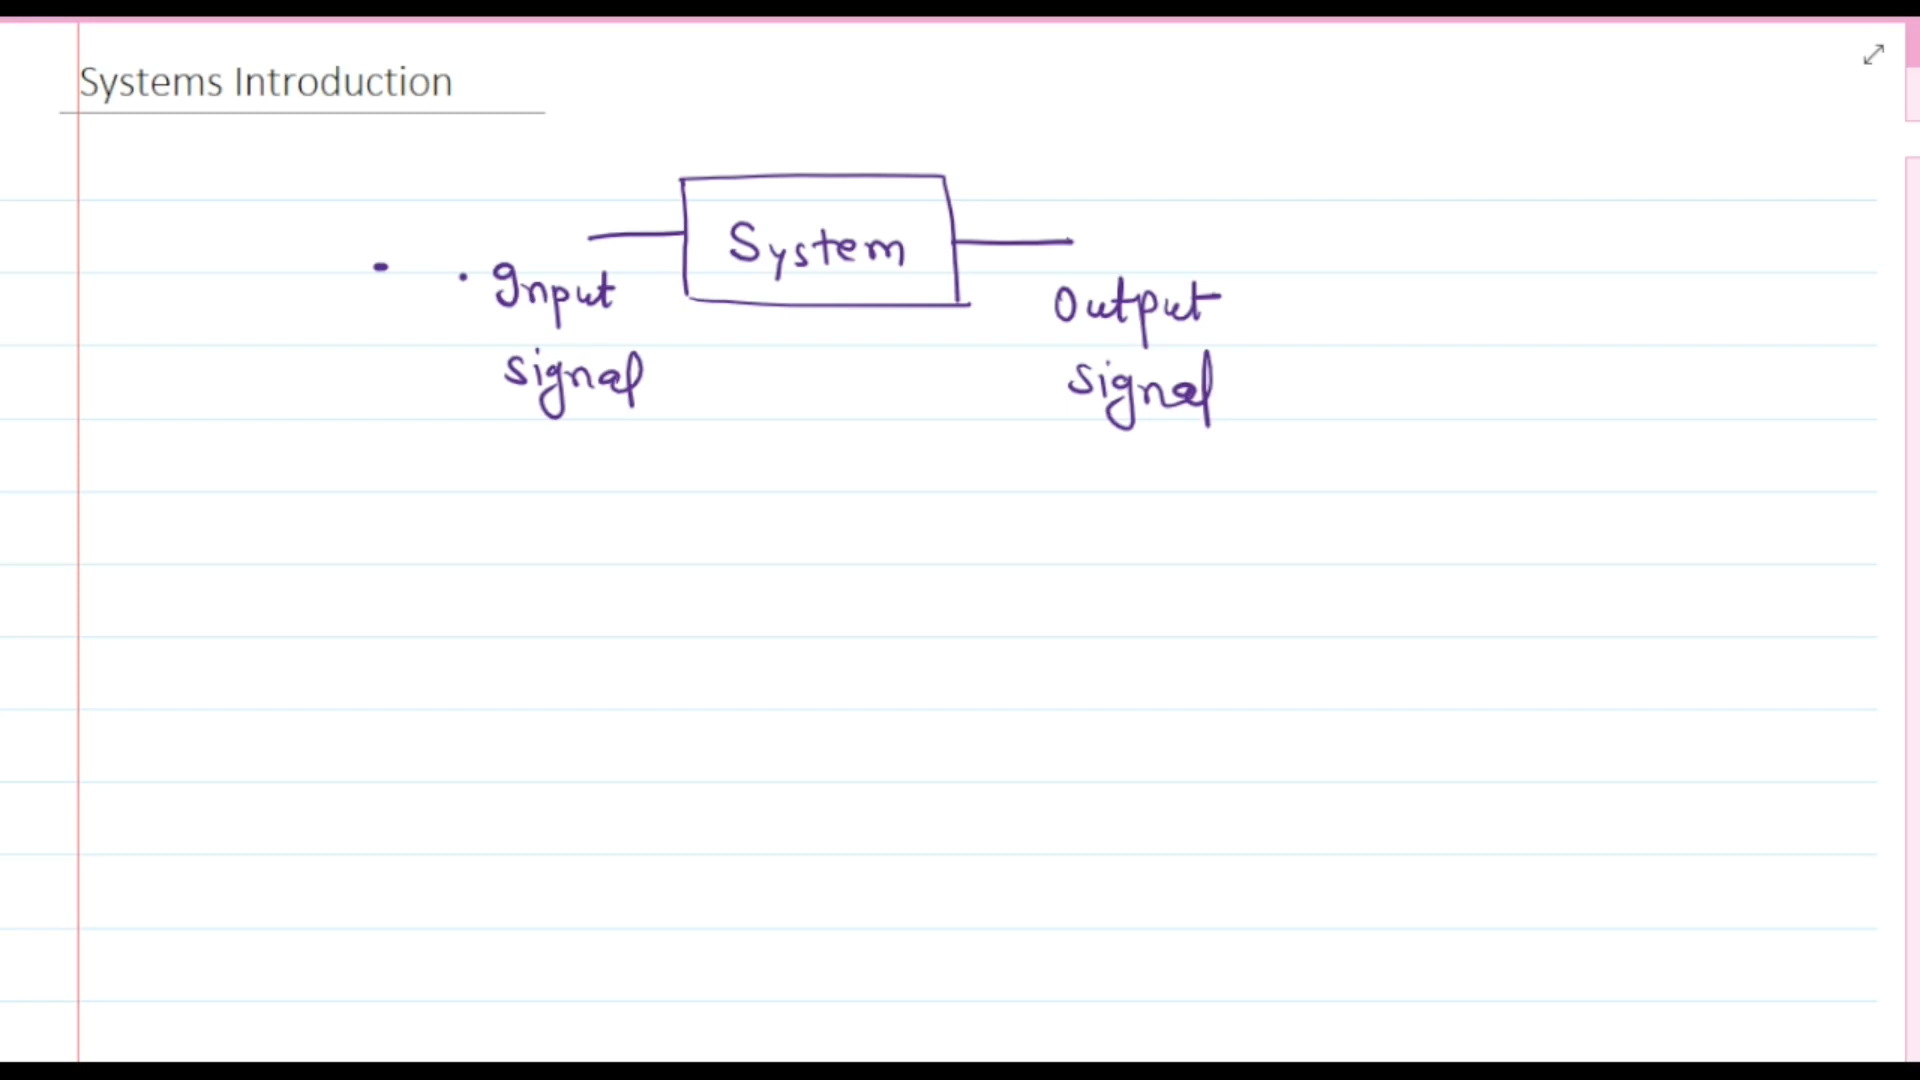 Systems Introduction
System
Input
signal
Output
signal